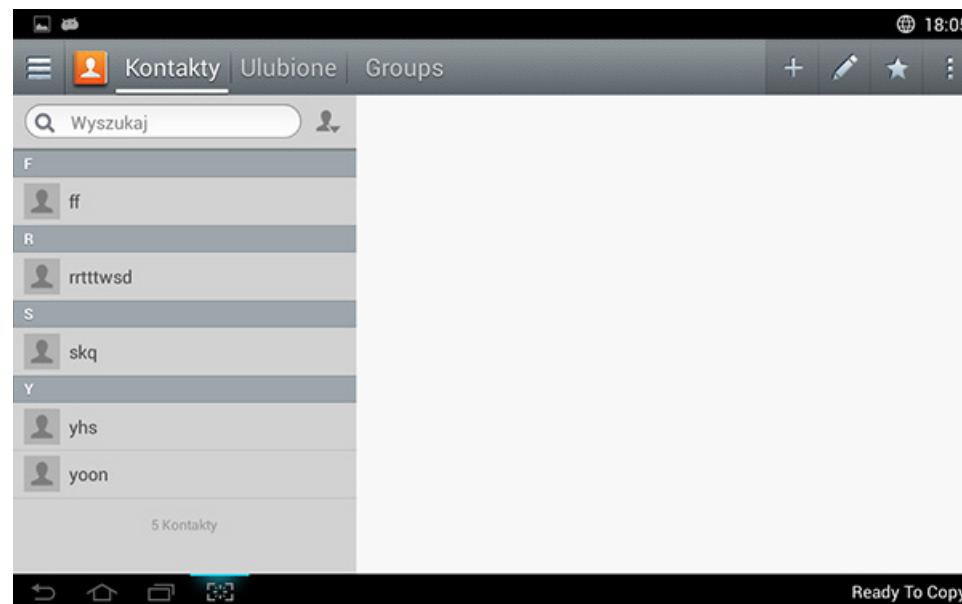 18:05
Kontakty Ulubione Groups
Wyszukaj
F
ff
R
rrtttwsd
S
skq
Y
yhs
yoon
5 Kontakty
Ready To Copy